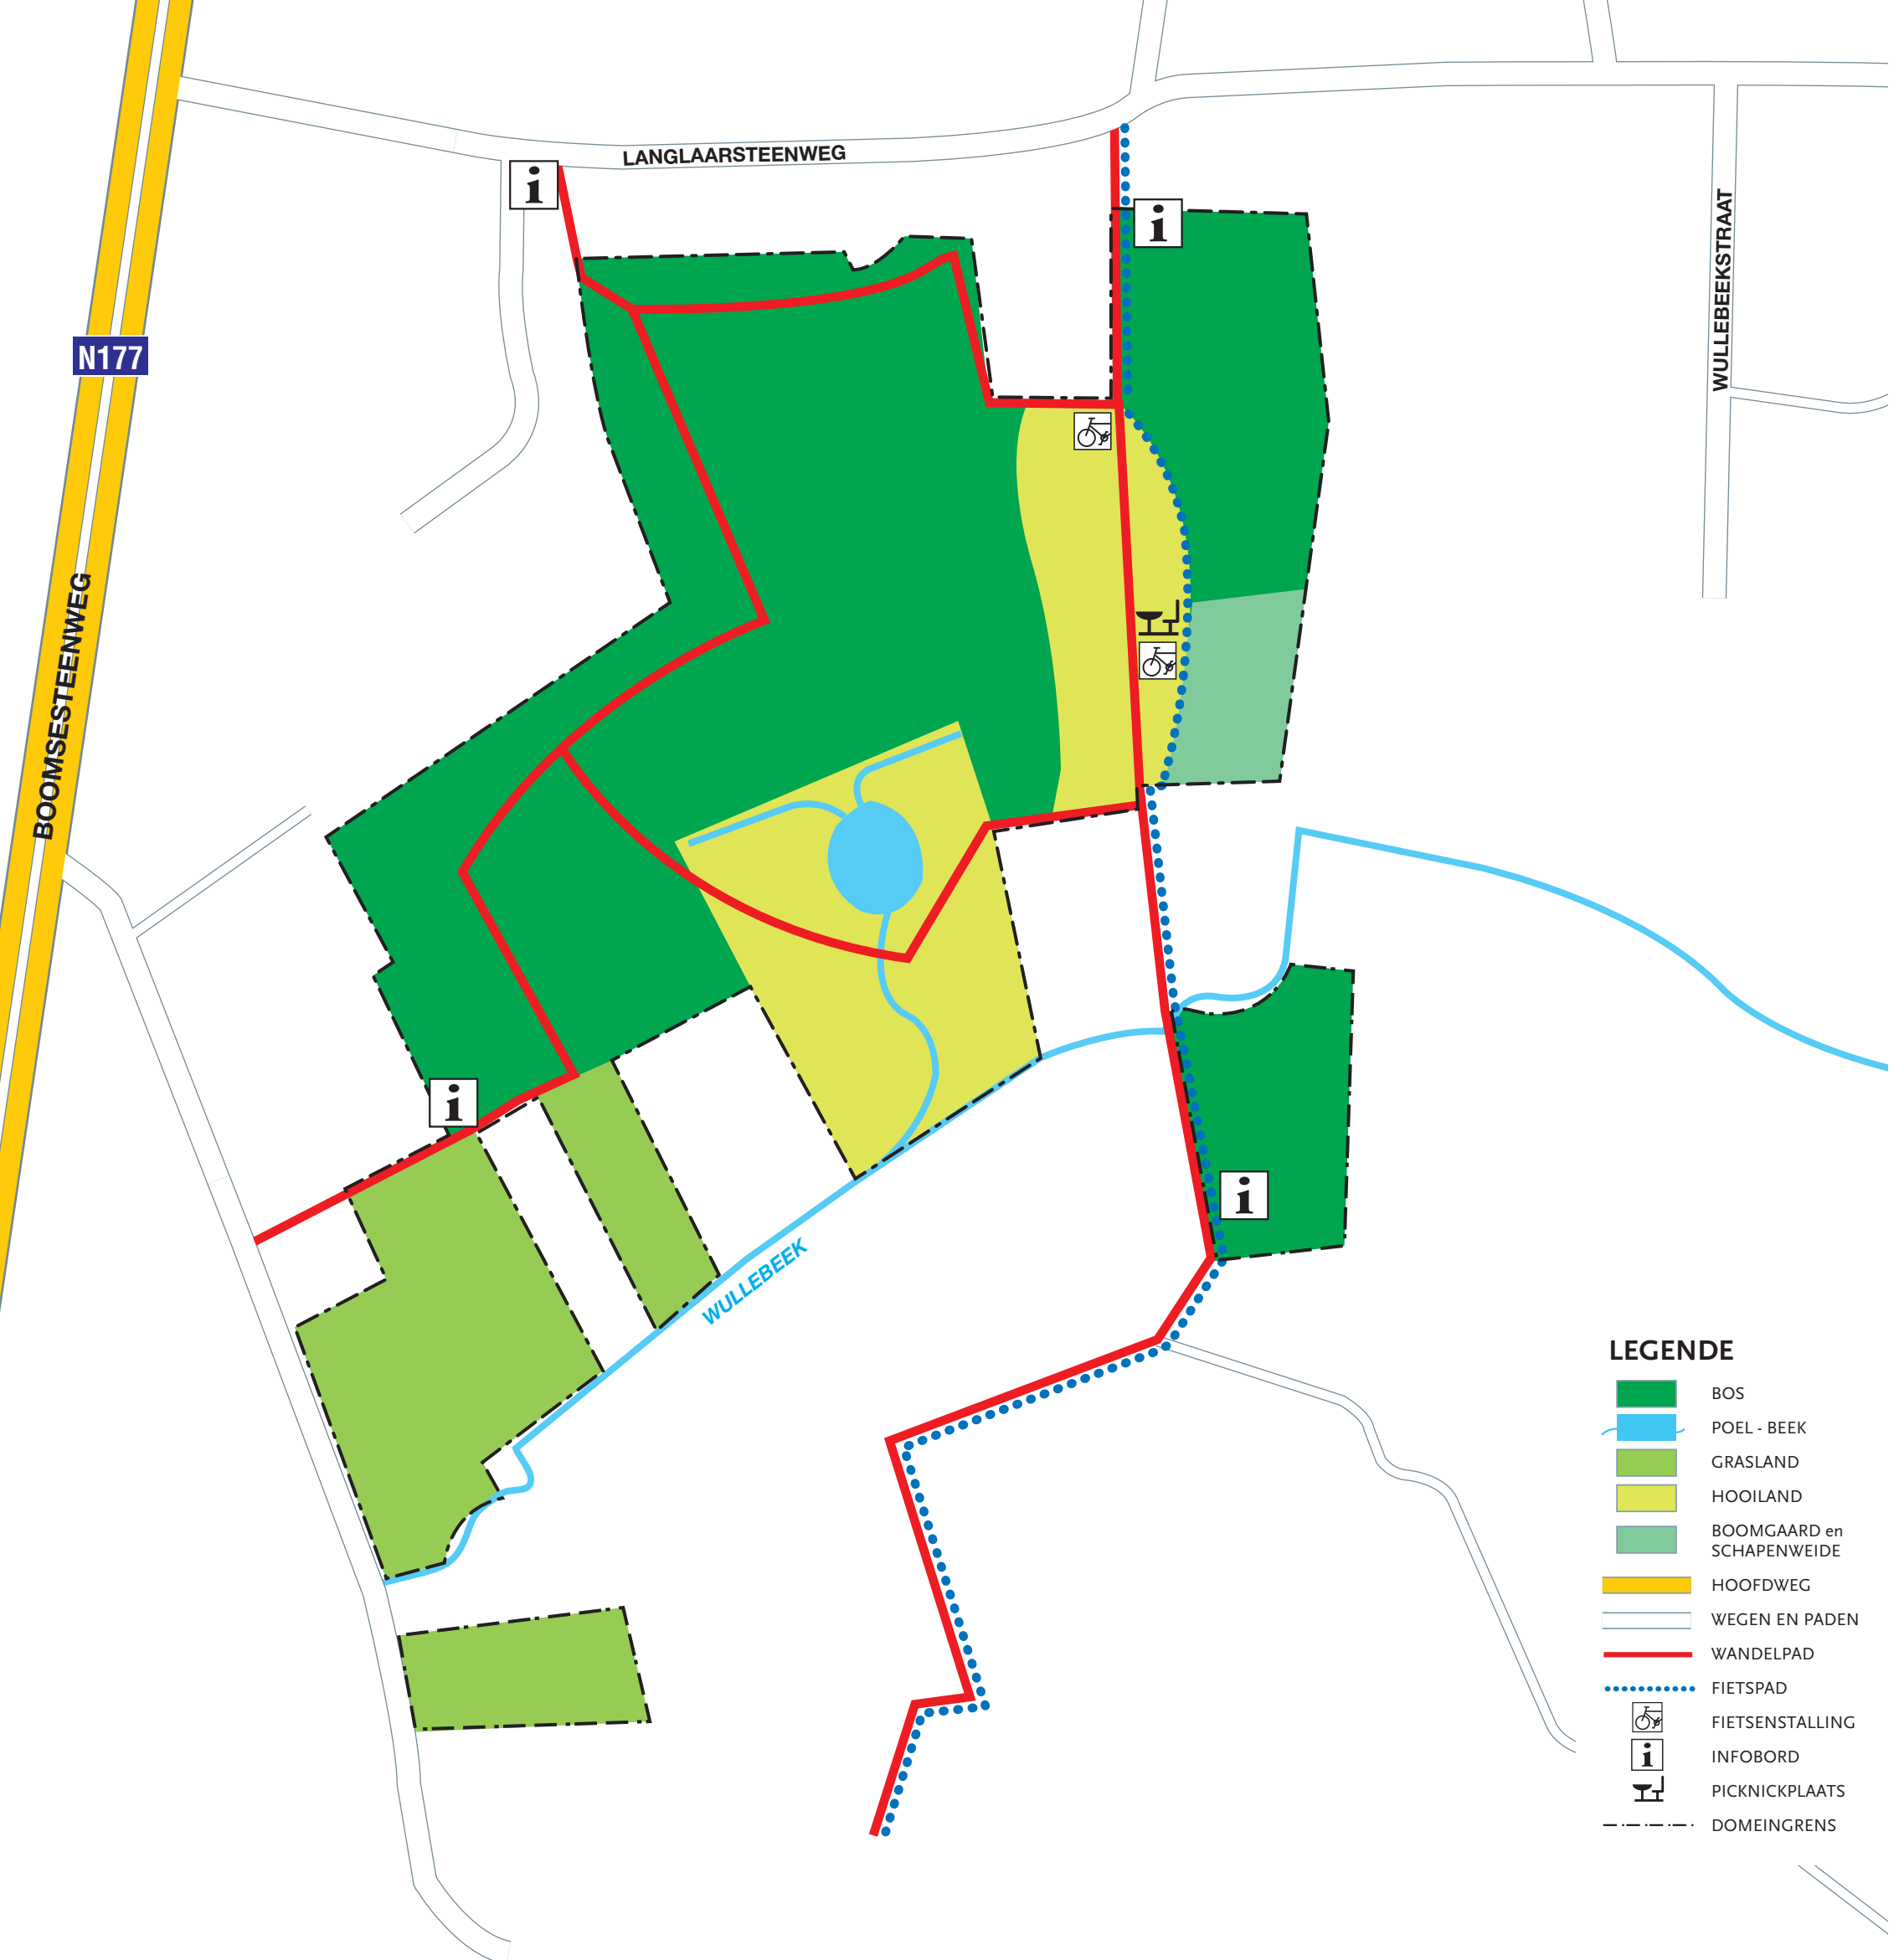 LANGLAARSTEENWEG
WULLEBEEKSTRAAT
N177
BOOMSESTEENWEG
WULLEBEEK
LEGENDE
BOS
POEL - BEEK
GRASLAND
HOOILAND
BOOMGAARD en
SCHAPENWEIDE
HOOFDWEG
WEGEN EN PADEN
WANDELPAD
FIETSPAD
FIETSENSTALLING
i INFOBORD
PICKNICKPLAATS
DOMEINGRENS
i
i
i
i